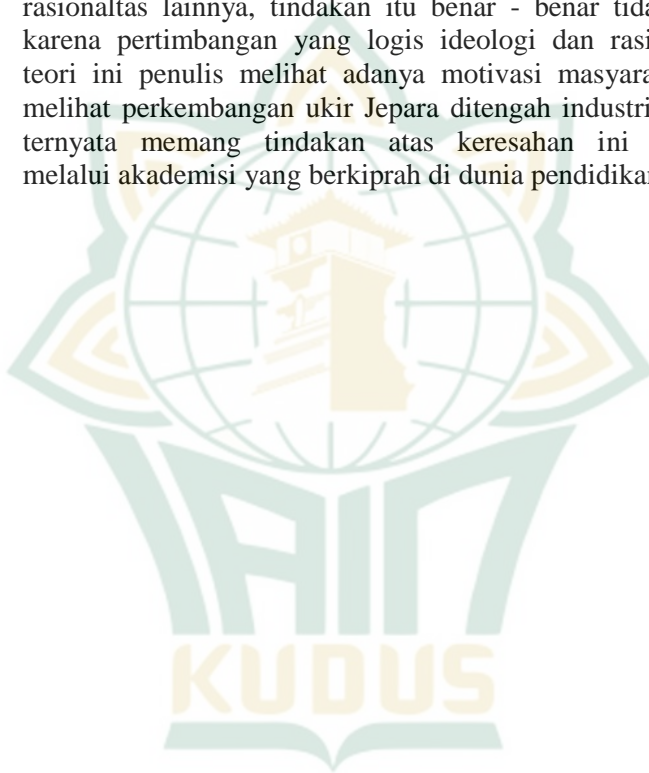 rasionaltas lainnya, tindakan itu benar - benar tida
karena pertimbangan yang logis ideologi dan rasi
teori ini penulis melihat adanya motivasi masyara
melihat perkembangan ukir Jepara ditengah industri
ternyata memang tindakan atas keresahan ini
melalui akademisi yang berkiprah di dunia pendidikan
IAIN
KUDUS